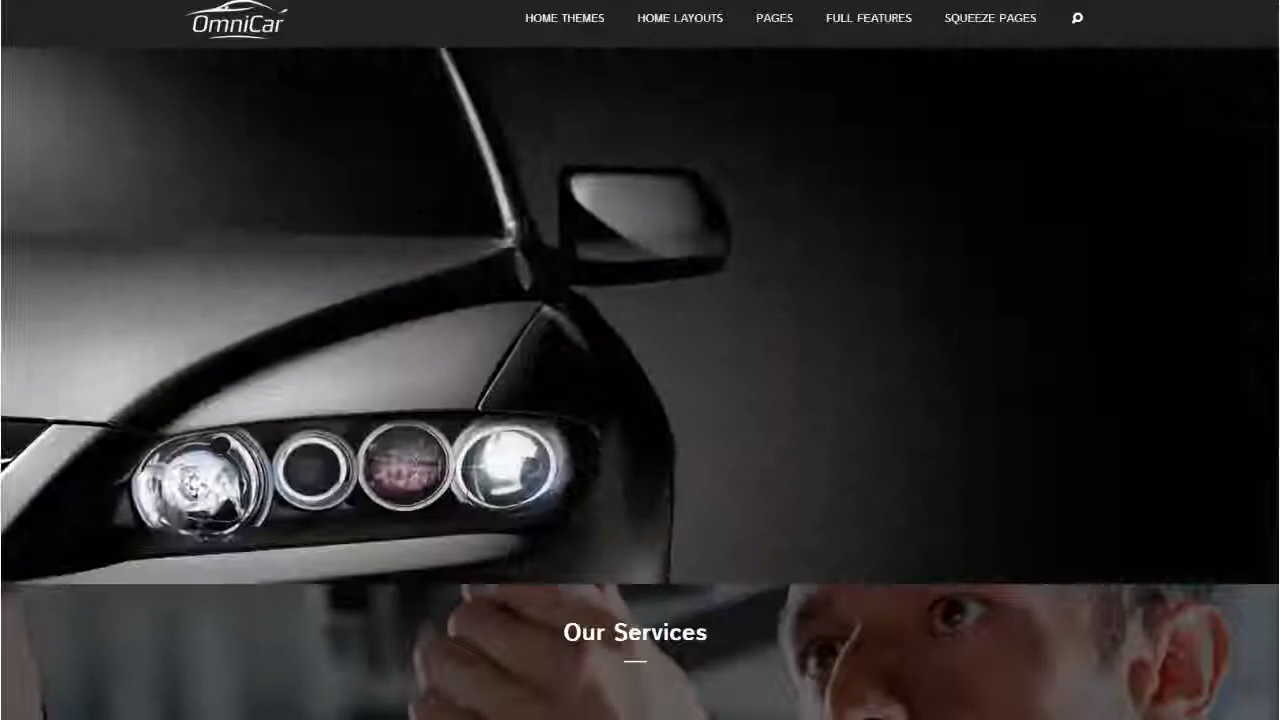 OmniCar
HOME THEMES HOME LAYOUTS PAGES FULL FEATURES SQUEEZE PAGES
Our Services